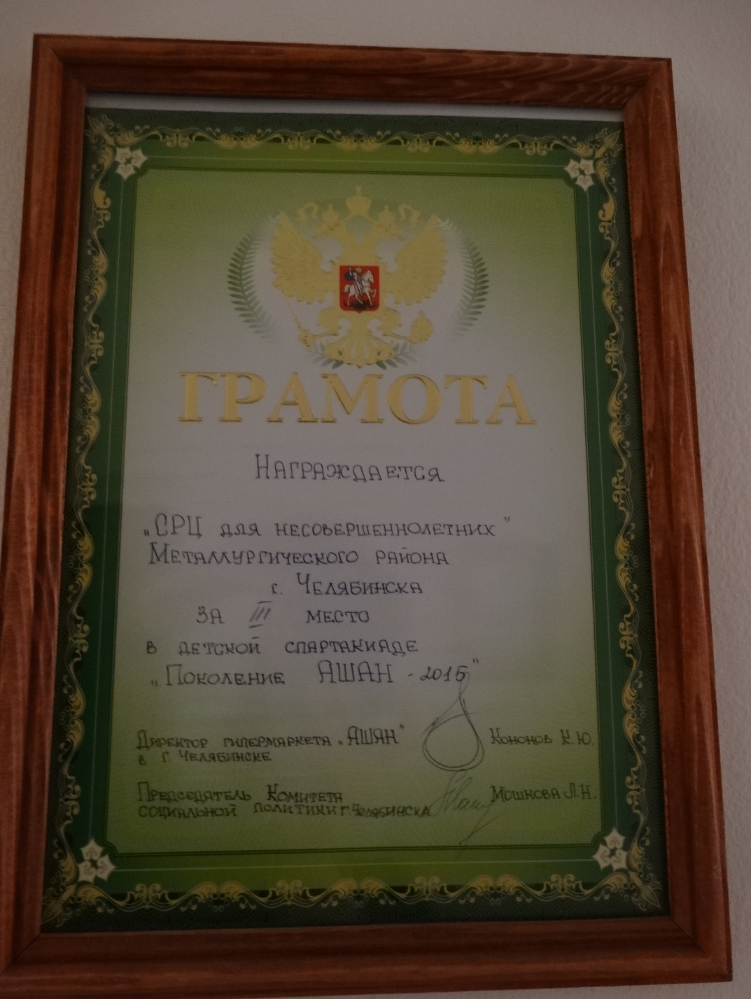 ГРАМОТА
НАГРАЖДАЕТСЯ
„СРЦ ДЛЯ НЕСОВЕРШЕННОЛЕТНИХ”
МЕТАЛЛУРГИЧЕСКОГО РАЙОНА
г. ЧЕЛЯБИНСКА
ЗА III МЕСТО
В ДЕТСКОЙ СПАРТАКИАДЕ
„ПОКОЛЕНИЕ АШАН - 2015”
ДИРЕКТОР ГИПЕРМАРКЕТА „АШАН” КОНОНОВ К.Ю.
В Г. ЧЕЛЯБИНСКЕ
ПРЕДСЕДАТЕЛЬ КОМИТЕТА МОШКОВА Л.Н.
СОЦИАЛЬНОЙ ПОЛИТИКИ Г. ЧЕЛЯБИНСКА